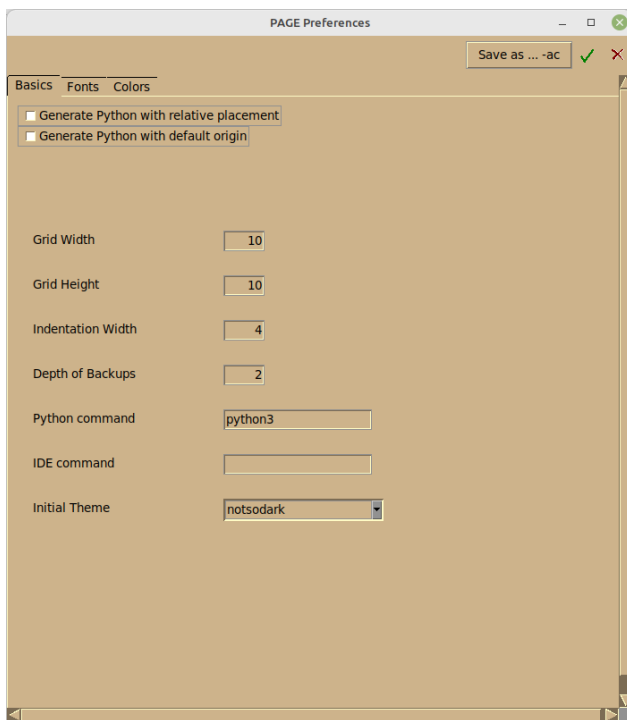 PAGE Preferences
Save as ... -ac
Basics Fonts Colors
Generate Python with relative placement
Generate Python with default origin
Grid Width 10
Grid Height 10
Indentation Width 4
Depth of Backups 2
Python command python3
IDE command
Initial Theme notsodark